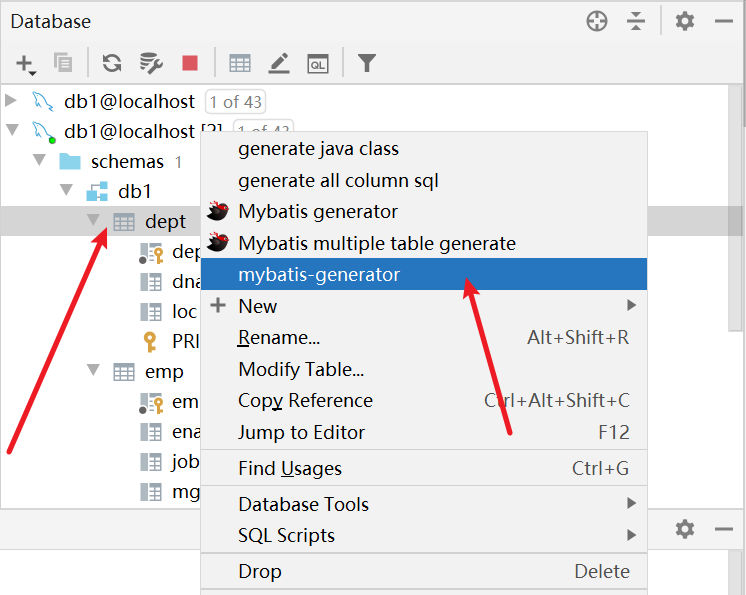 Database
db1@localhost 1 of 43
db1@localhost [2] 1 of 43
schemas 1
db1
dept
dna
loc
PRI
emp
em
ena
job
mg
generate java class
generate all column sql
Mybatis generator
Mybatis multiple table generate
mybatis-generator
New
Rename... Alt+Shift+R
Modify Table...
Copy Reference Ctrl+Alt+Shift+C
Jump to Editor F12
Find Usages Ctrl+G
Database Tools
SQL Scripts
Drop Delete
QL